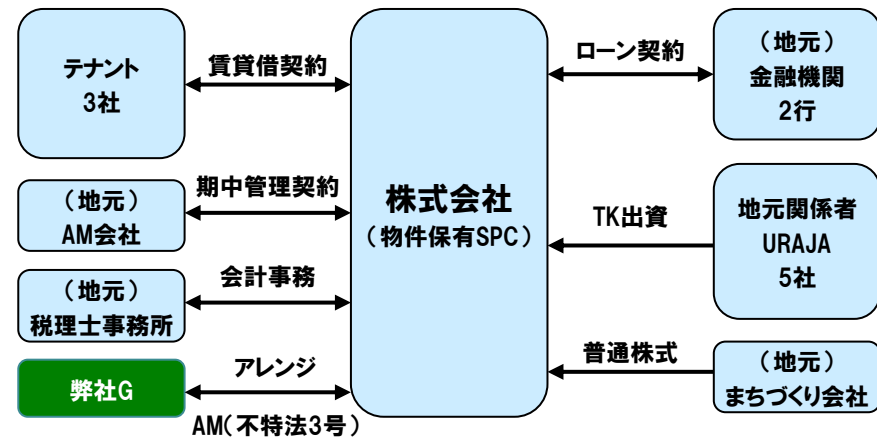 テナント
3社
賃貸借契約
（地元）
AM会社
期中管理契約
（地元）
税理士事務所
会計事務
弊社G
アレンジ
AM（不特法3号）
株式会社
（物件保有SPC）
ローン契約
（地元）
金融機関
2行
TK出資
地元関係者
URAJA
5社
普通株式
（地元）
まちづくり会社